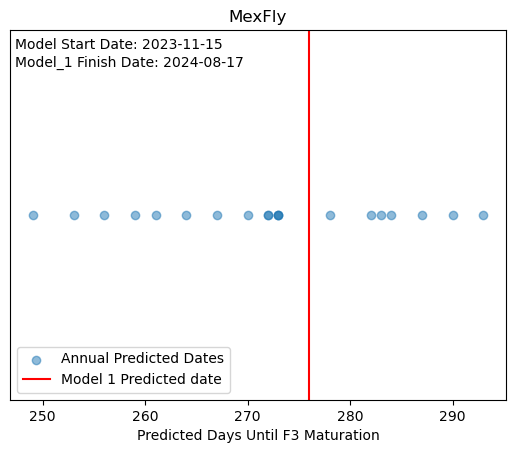 MexFly
Model Start Date: 2023-11-15
Model_1 Finish Date: 2024-08-17
Annual Predicted Dates
Model 1 Predicted date
250 260 270 280 290
Predicted Days Until F3 Maturation